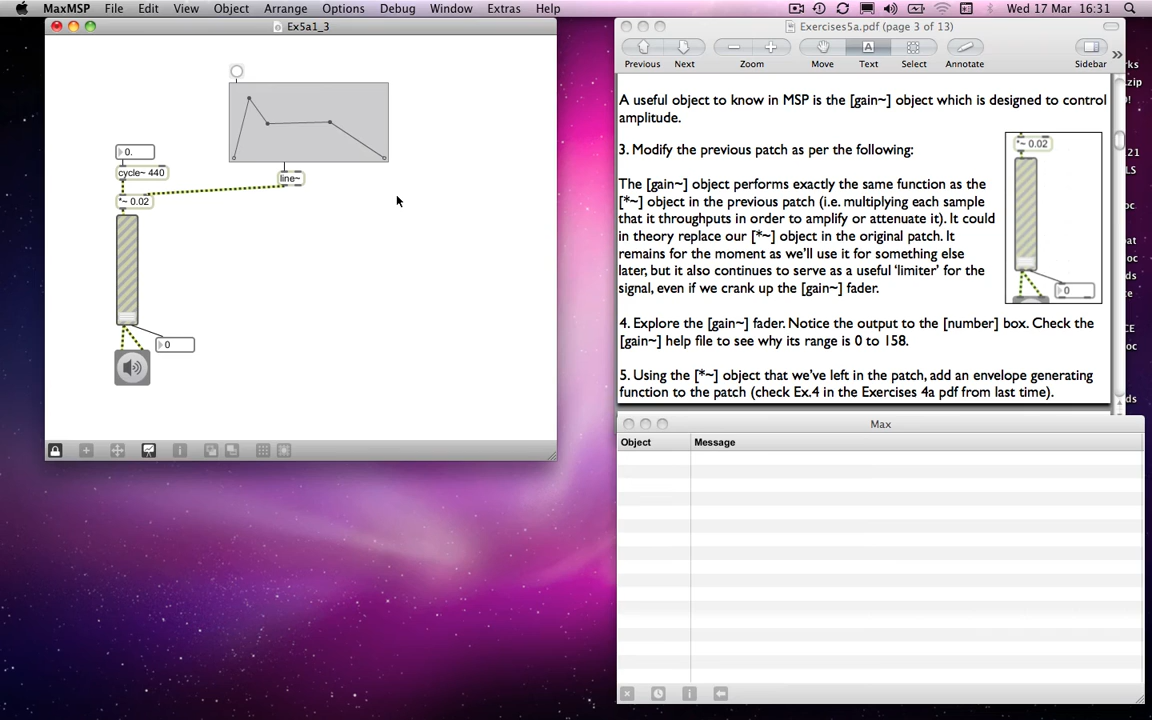 MaxMSP File Edit View Object Arrange Options Debug Window Extras Help Wed 17 Mar 16:31
Ex5a1_3
0.
cycle~ 440
*~ 0.02
line~
0
Exercises5a.pdf (page 3 of 13)
Previous Next Zoom Move Text Select Annotate Sidebar
A useful object to know in MSP is the [gain~] object which is designed to control
amplitude.
3. Modify the previous patch as per the following:
The [gain~] object performs exactly the same function as the
[*~] object in the previous patch (i.e. multiplying each sample
that it throughputs in order to amplify or attenuate it). It could
in theory replace our [*~] object in the original patch. It
remains for the moment as we'll use it for something else
later, but it also continues to serve as a useful 'limiter' for the
signal, even if we crank up the [gain~] fader.
*~ 0.02
0
4. Explore the [gain~] fader. Notice the output to the [number] box. Check the
[gain~] help file to see why its range is 0 to 158.
5. Using the [*~] object that we've left in the patch, add an envelope generating
function to the patch (check Ex.4 in the Exercises 4a pdf from last time).
Max
Object Message